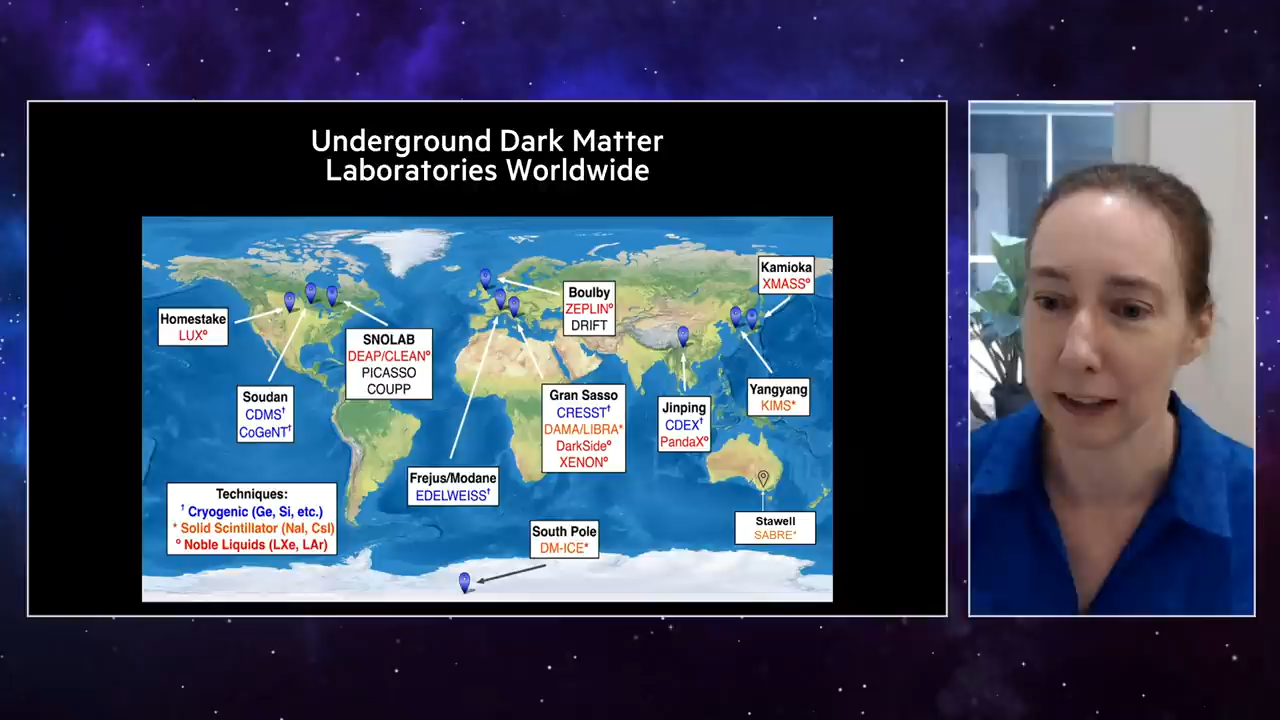 Underground Dark Matter
Laboratories Worldwide
Homestake
LUX°
Soudan
CDMS†
CoGeNT†
SNOLAB
DEAP/CLEAN°
PICASSO
COUPP
Boulby
ZEPLIN°
DRIFT
Kamioka
XMASS°
Yangyang
KIMS*
Gran Sasso
CRESST†
DAMA/LIBRA*
DarkSide°
XENON°
Jinping
CDEX†
PandaX°
Frejus/Modane
EDELWEISS†
Techniques:
† Cryogenic (Ge, Si, etc.)
* Solid Scintillator (NaI, CsI)
° Noble Liquids (LXe, LAr)
South Pole
DM-ICE*
Stawell
SABRE*